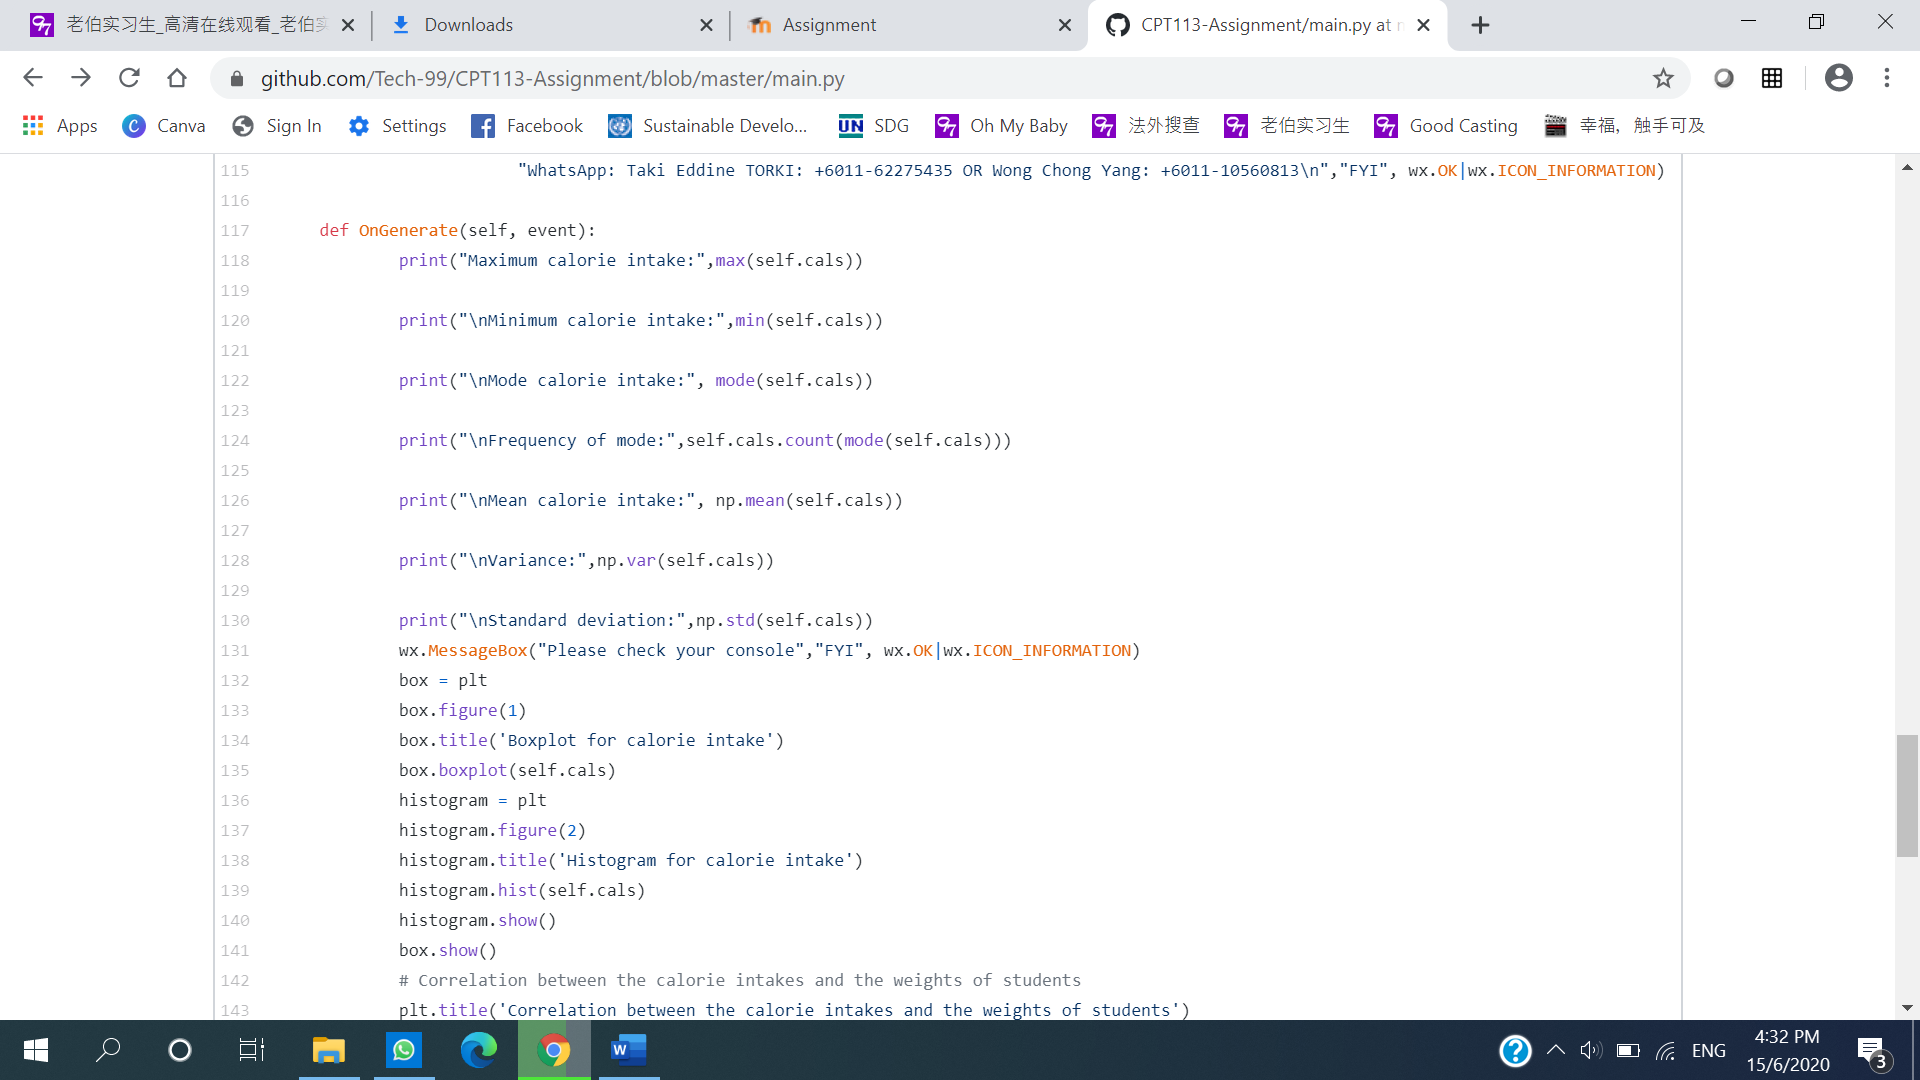 老伯实习生_高清在线观看_老伯实
Downloads
Assignment
CPT113-Assignment/main.py at
github.com/Tech-99/CPT113-Assignment/blob/master/main.py
Apps Canva Sign In Settings Facebook Sustainable Develo... UN SDG Oh My Baby 法外搜查 老伯实习生 Good Casting 幸福，触手可及
115 "WhatsApp: Taki Eddine TORKI: +6011-62275435 OR Wong Chong Yang: +6011-10560813\n","FYI", wx.OK|wx.ICON_INFORMATION)
116
117 def OnGenerate(self, event):
118 print("Maximum calorie intake:",max(self.cals))
119
120 print("\nMinimum calorie intake:",min(self.cals))
121
122 print("\nMode calorie intake:", mode(self.cals))
123
124 print("\nFrequency of mode:",self.cals.count(mode(self.cals)))
125
126 print("\nMean calorie intake:", np.mean(self.cals))
127
128 print("\nVariance:",np.var(self.cals))
129
130 print("\nStandard deviation:",np.std(self.cals))
131 wx.MessageBox("Please check your console","FYI", wx.OK|wx.ICON_INFORMATION)
132 box = plt
133 box.figure(1)
134 box.title('Boxplot for calorie intake')
135 box.boxplot(self.cals)
136 histogram = plt
137 histogram.figure(2)
138 histogram.title('Histogram for calorie intake')
139 histogram.hist(self.cals)
140 histogram.show()
141 box.show()
142 # Correlation between the calorie intakes and the weights of students
143 plt.title('Correlation between the calorie intakes and the weights of students')
ENG
4:32 PM
15/6/2020
3